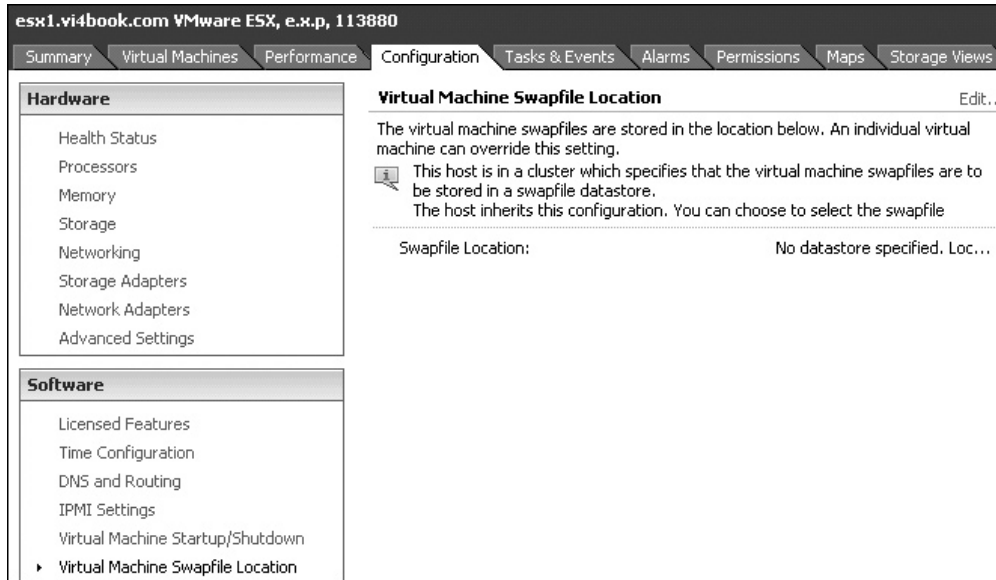 esx1.vi4book.com VMware ESX, e.x.p, 113880
Summary Virtual Machines Performance Configuration Tasks & Events Alarms Permissions Maps Storage Views
Hardware
Health Status
Processors
Memory
Storage
Networking
Storage Adapters
Network Adapters
Advanced Settings
Software
Licensed Features
Time Configuration
DNS and Routing
IPMI Settings
Virtual Machine Startup/Shutdown
Virtual Machine Swapfile Location
Virtual Machine Swapfile Location Edit..
The virtual machine swapfiles are stored in the location below. An individual virtual
machine can override this setting.
This host is in a cluster which specifies that the virtual machine swapfiles are to
be stored in a swapfile datastore.
The host inherits this configuration. You can choose to select the swapfile
Swapfile Location: No datastore specified. Loc...